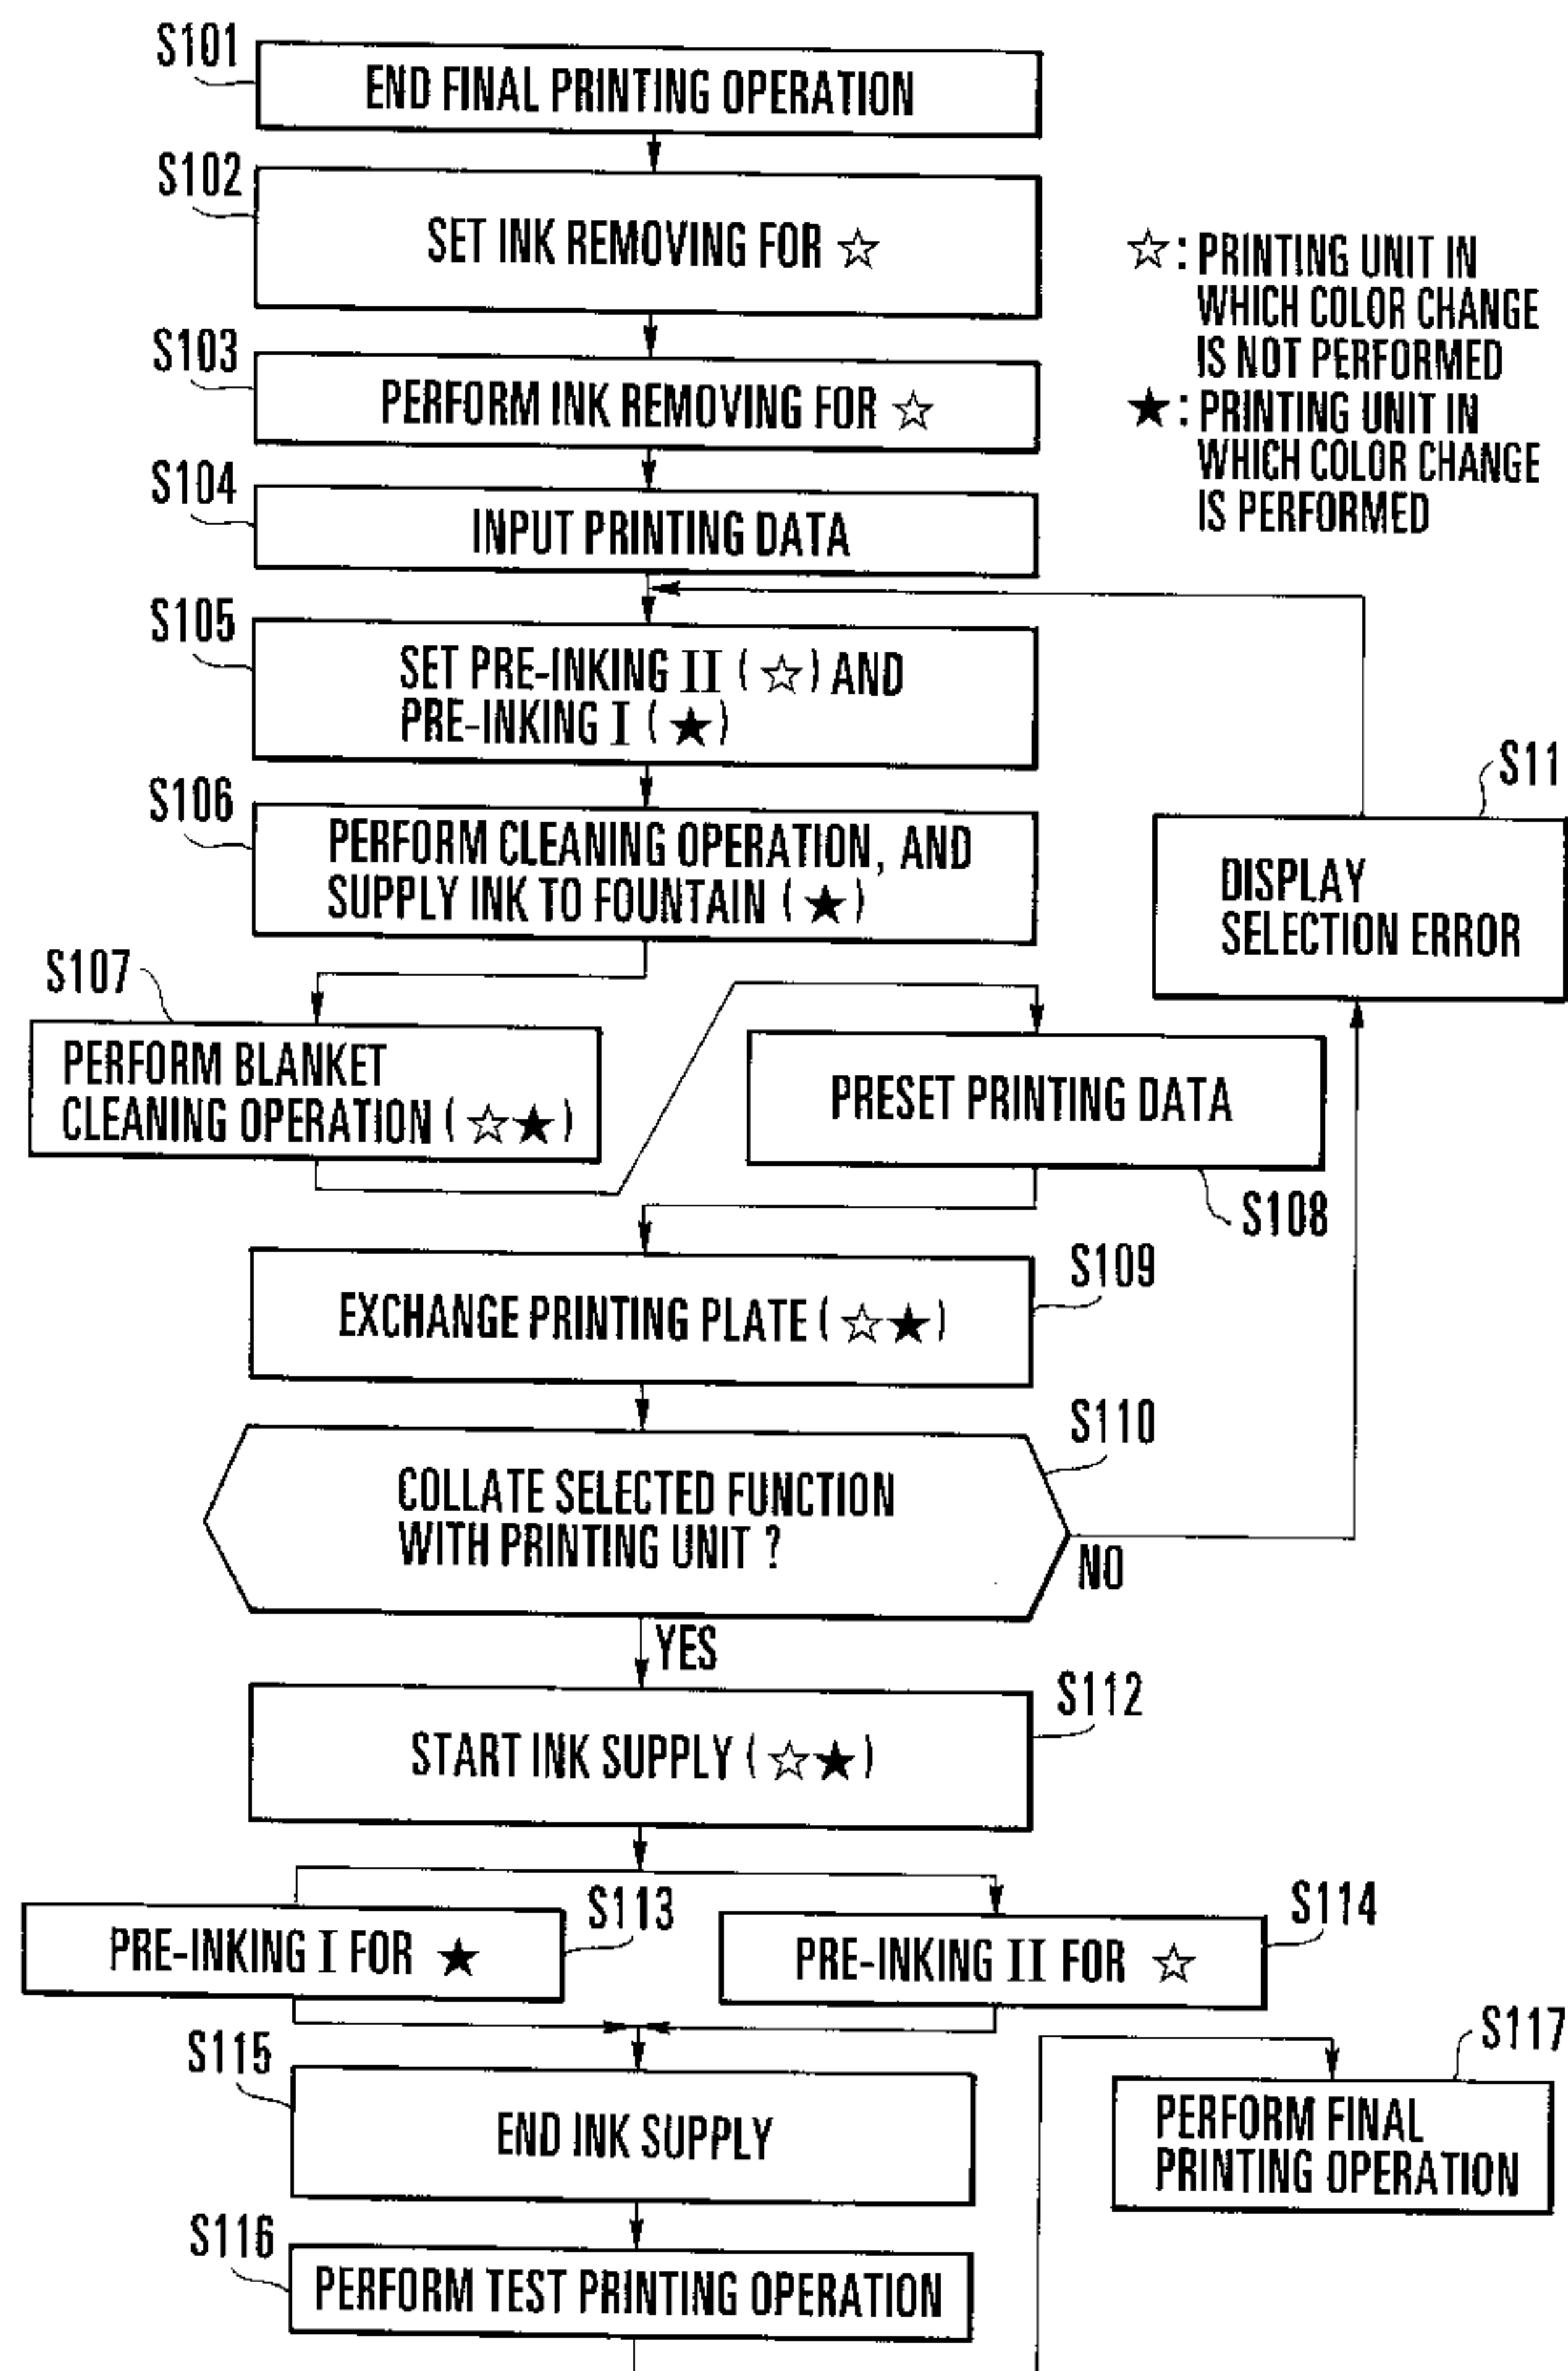 S101
END FINAL PRINTING OPERATION
S102
SET INK REMOVING FOR ☆
☆: PRINTING UNIT IN
WHICH COLOR CHANGE
IS NOT PERFORMED
★: PRINTING UNIT IN
WHICH COLOR CHANGE
IS PERFORMED
S103
PERFORM INK REMOVING FOR ☆
S104
INPUT PRINTING DATA
S105
SET PRE-INKING II (☆) AND
PRE-INKING I (★)
S106
PERFORM CLEANING OPERATION, AND
SUPPLY INK TO FOUNTAIN (★)
S11
DISPLAY
SELECTION ERROR
S107
PERFORM BLANKET
CLEANING OPERATION (☆★)
PRESET PRINTING DATA
S108
S109
EXCHANGE PRINTING PLATE (☆★)
S110
COLLATE SELECTED FUNCTION
WITH PRINTING UNIT ?
NO
YES
S112
START INK SUPPLY (☆★)
S113
PRE-INKING I FOR ★
S114
PRE-INKING II FOR ☆
S115
END INK SUPPLY
S117
PERFORM FINAL
PRINTING OPERATION
S116
PERFORM TEST PRINTING OPERATION